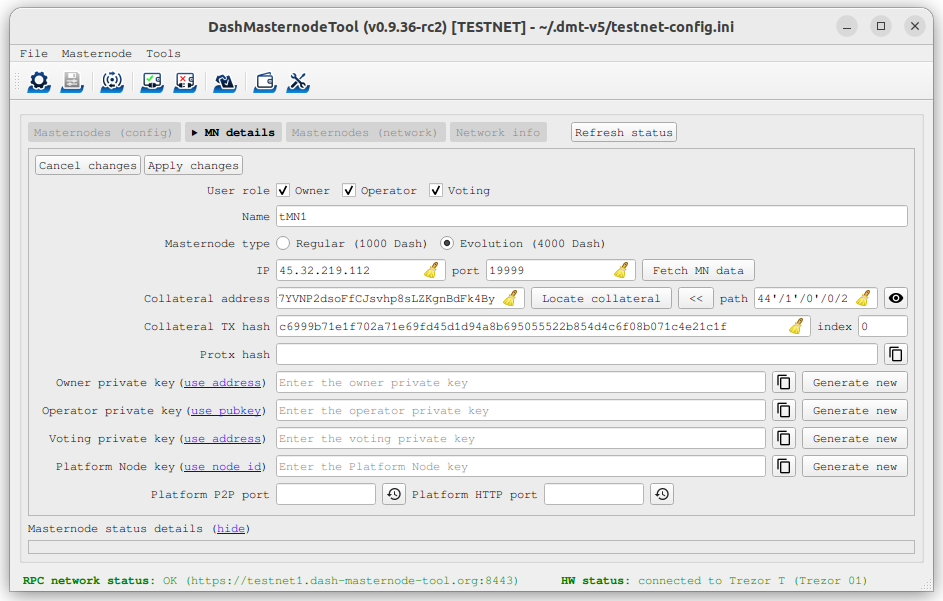 DashMasternodeTool (v0.9.36-rc2) [TESTNET] - ~/.dmt-v5/testnet-config.ini
File Masternode Tools
Masternodes (config) ▸ MN details Masternodes (network) Network info Refresh status
Cancel changes Apply changes
User role Owner Operator Voting
Name tMN1
Masternode type Regular (1000 Dash) Evolution (4000 Dash)
IP 45.32.219.112 port 19999 Fetch MN data
Collateral address 7YVNP2dsoFfCJsvhp8sLZKgnBdFk4By Locate collateral << path 44'/1'/0'/0/2
Collateral TX hash c6999b71e1f702a71e69fd45d1d94a8b695055522b854d4c6f08b071c4e21c1f index 0
Protx hash
Owner private key (use address) Enter the owner private key Generate new
Operator private key (use pubkey) Enter the operator private key Generate new
Voting private key (use address) Enter the voting private key Generate new
Platform Node key (use node id) Enter the Platform Node key Generate new
Platform P2P port Platform HTTP port
Masternode status details (hide)
RPC network status: OK (https://testnet1.dash-masternode-tool.org:8443) HW status: connected to Trezor T (Trezor 01)